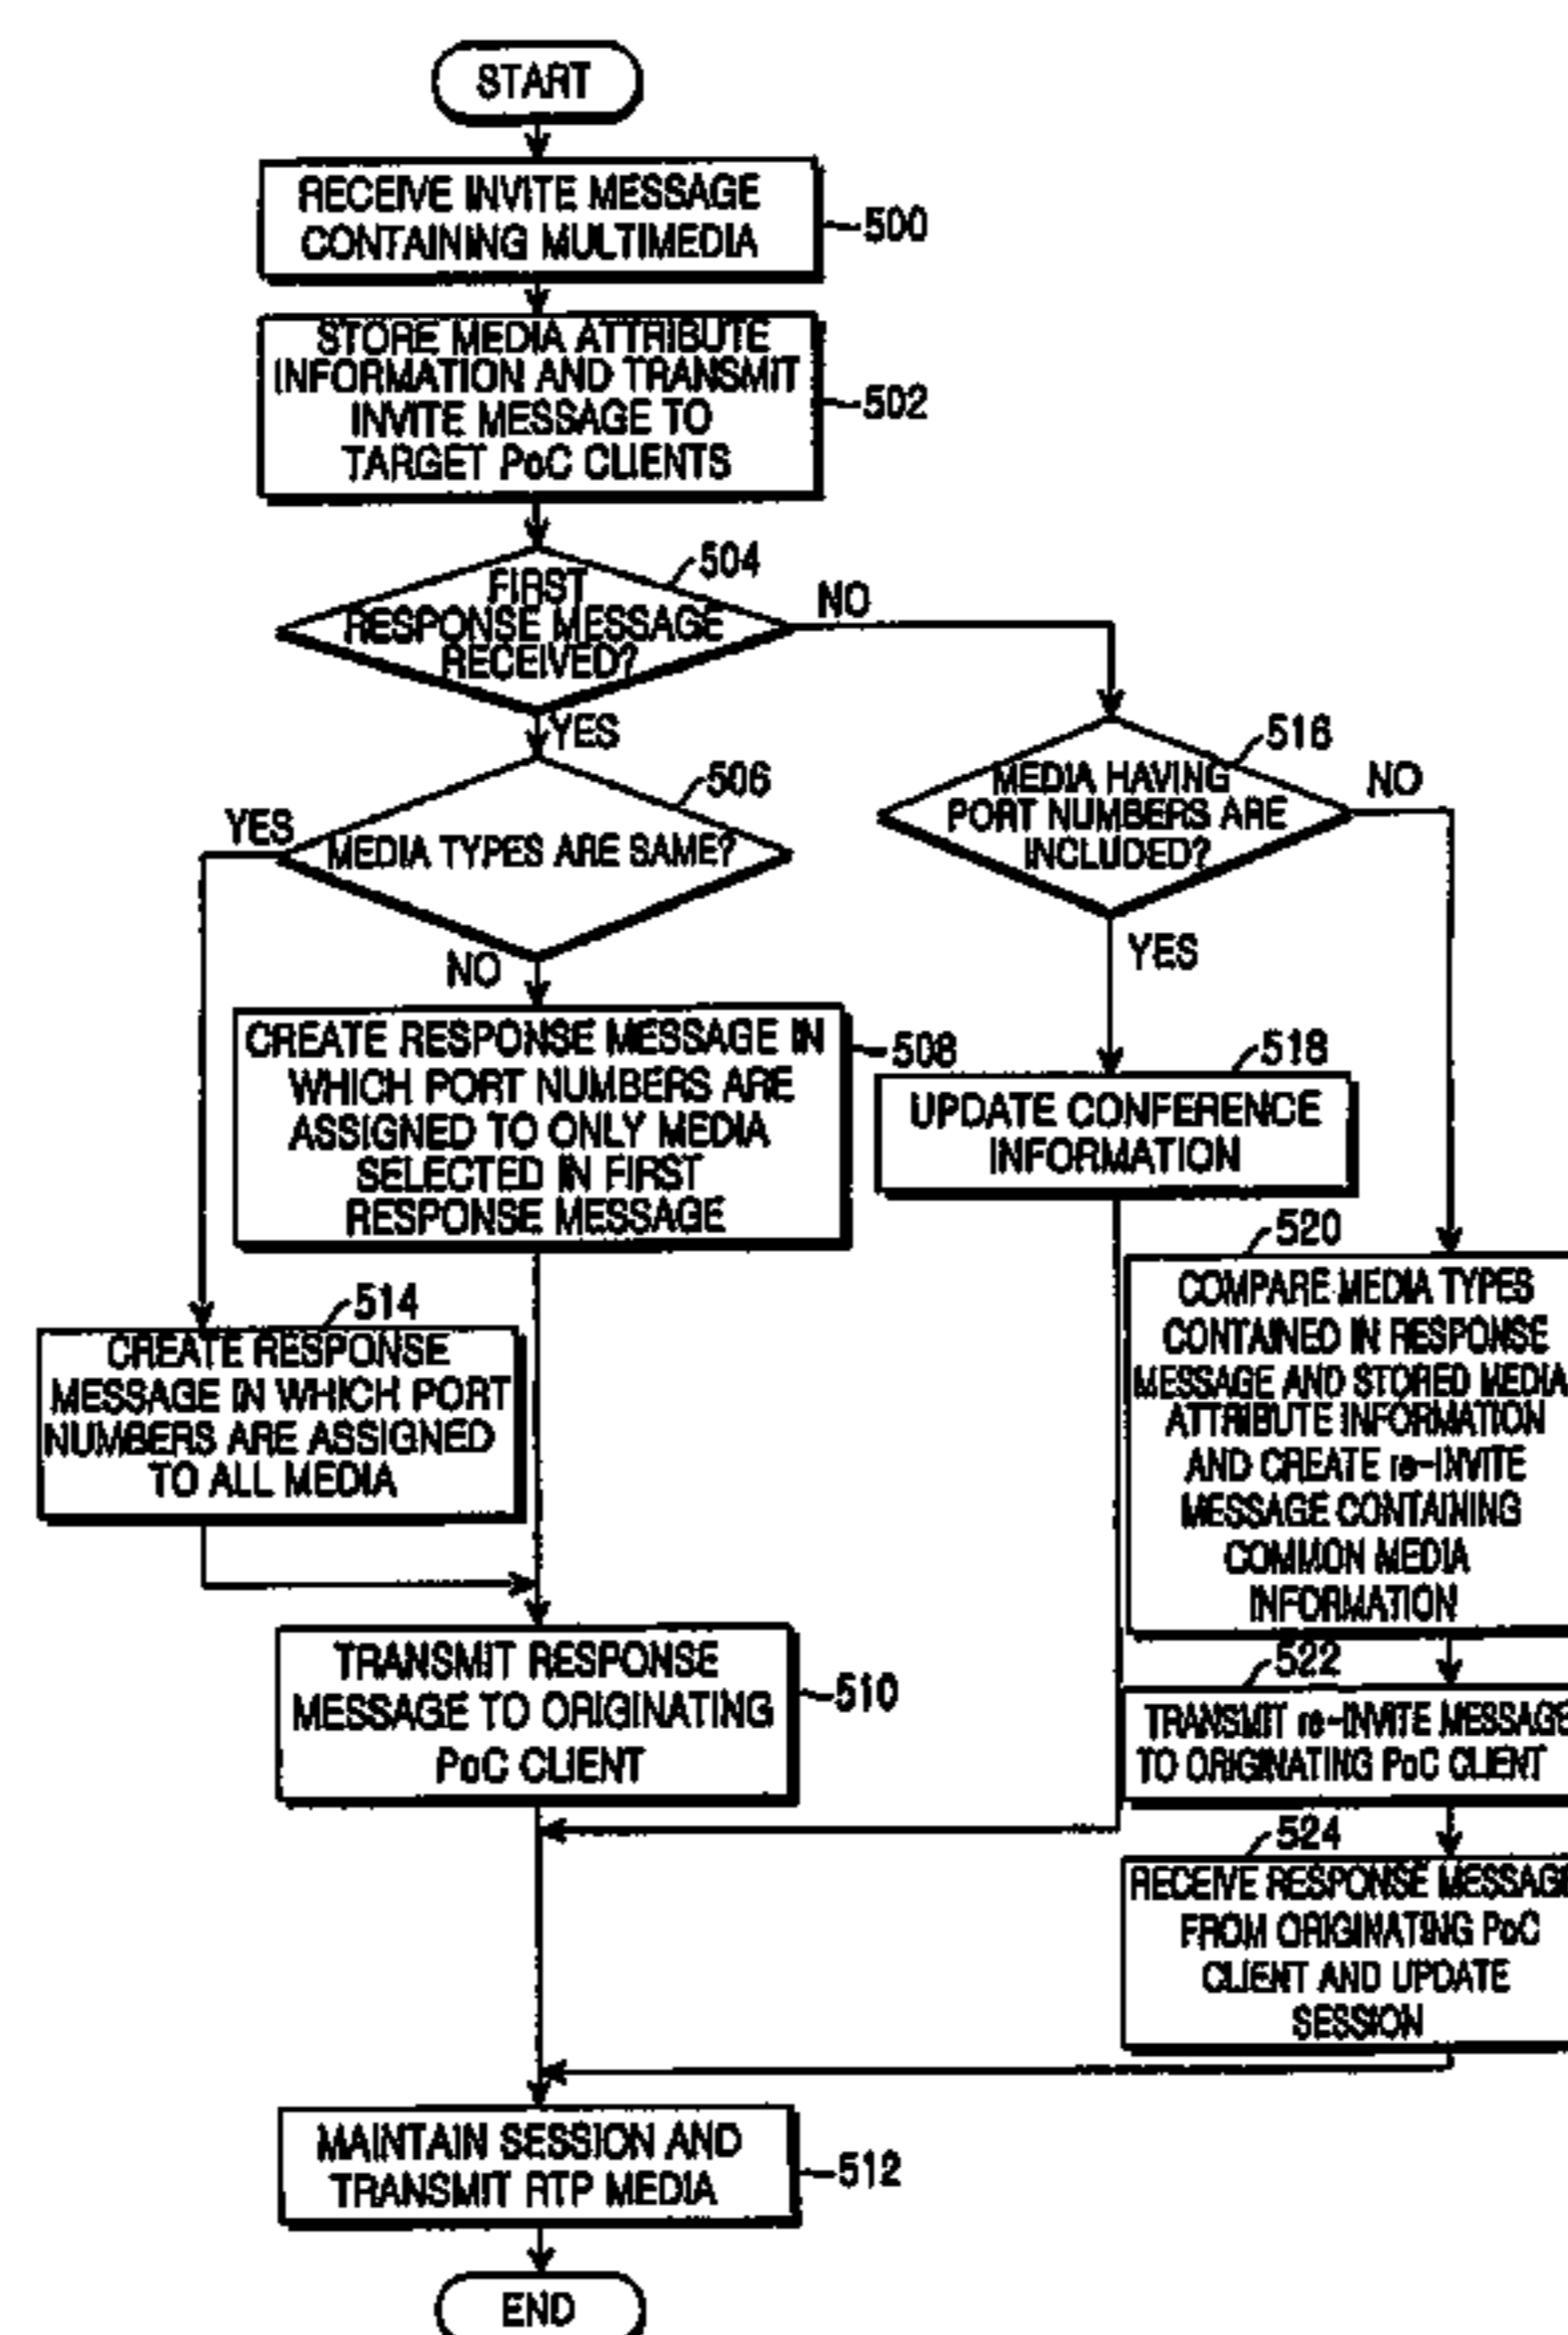 START
RECEIVE INVITE MESSAGE
CONTAINING MULTIMEDIA
500
STORE MEDIA ATTRIBUTE
INFORMATION AND TRANSMIT
INVITE MESSAGE TO
TARGET PoC CLIENTS
502
FIRST
RESPONSE MESSAGE
RECEIVED?
504
NO
YES
MEDIA TYPES ARE SAME?
506
YES
NO
MEDIA HAVING
PORT NUMBERS ARE
INCLUDED?
516
NO
YES
CREATE RESPONSE MESSAGE IN
WHICH PORT NUMBERS ARE
ASSIGNED TO ONLY MEDIA
SELECTED IN FIRST
RESPONSE MESSAGE
508
518
UPDATE CONFERENCE
INFORMATION
514
CREATE RESPONSE
MESSAGE IN WHICH PORT
NUMBERS ARE ASSIGNED
TO ALL MEDIA
520
COMPARE MEDIA TYPES
CONTAINED IN RESPONSE
MESSAGE AND STORED MEDIA
ATTRIBUTE INFORMATION
AND CREATE re-INVITE
MESSAGE CONTAINING
COMMON MEDIA
INFORMATION
TRANSMIT RESPONSE
MESSAGE TO ORIGINATING
PoC CLIENT
510
522
TRANSMIT re-INVITE MESSAGE
TO ORIGINATING PoC CLIENT
524
RECEIVE RESPONSE MESSAGE
FROM ORIGINATING PoC
CLIENT AND UPDATE
SESSION
MAINTAIN SESSION AND
TRANSMIT RTP MEDIA
512
END